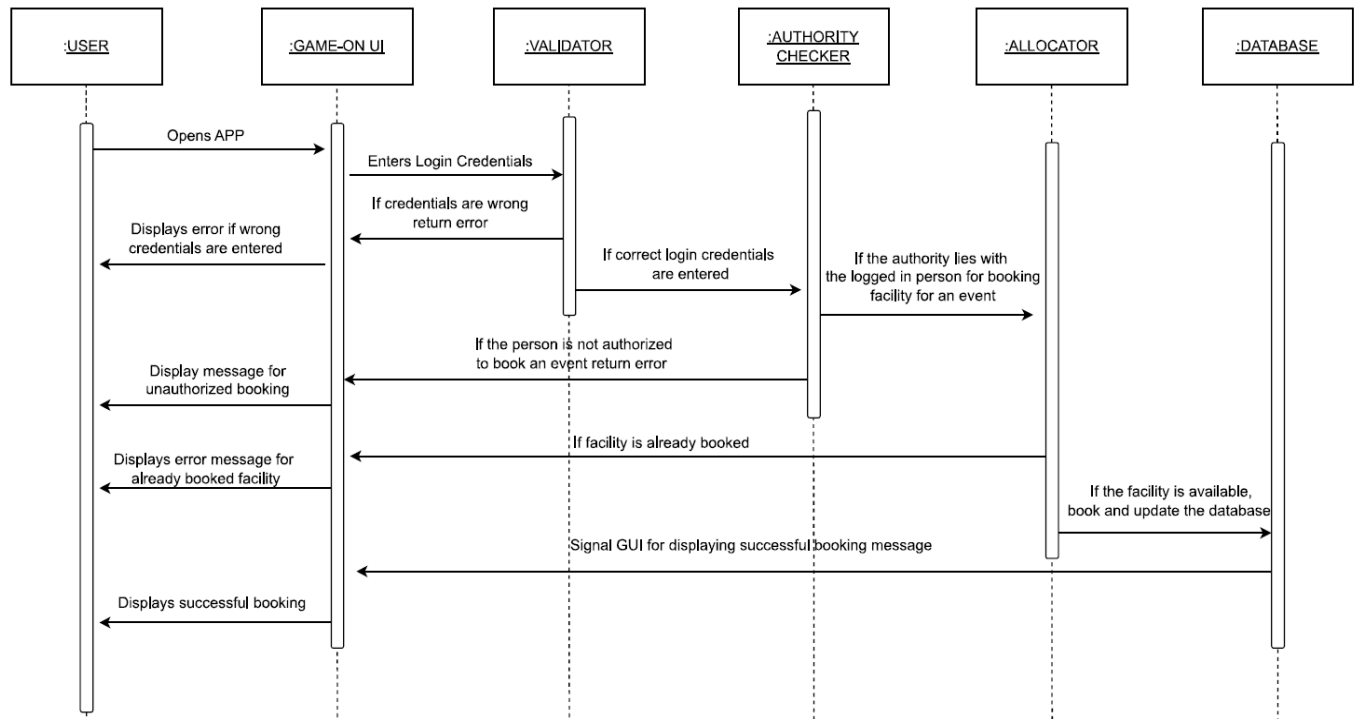 :USER
:GAME-ON UI
:VALIDATOR
:AUTHORITY
CHECKER
:ALLOCATOR
:DATABASE
Opens APP
Enters Login Credentials
If credentials are wrong
return error
Displays error if wrong
credentials are entered
If correct login credentials
are entered
If the authority lies with
the logged in person for booking
facility for an event
If the person is not authorized
to book an event return error
Display message for
unauthorized booking
If facility is already booked
Displays error message for
already booked facility
If the facility is available,
book and update the database
Signal GUI for displaying successful booking message
Displays successful booking